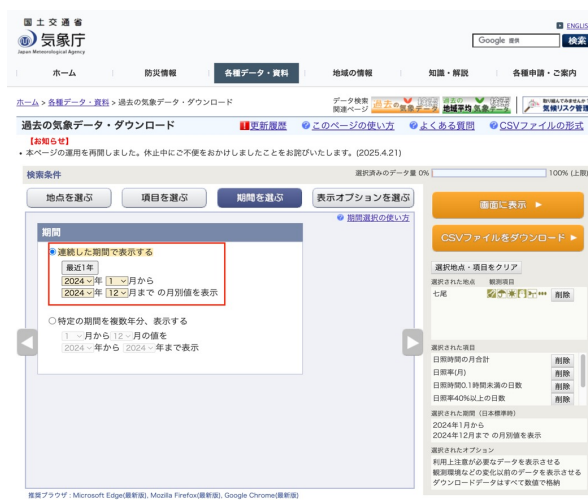 国土交通省
気象庁
Japan Meteorological Agency
ENGLIS
Google 提供
検索
ホーム
防災情報
各種データ・資料
地域の情報
知識・解説
各種申請・ご案内
ホーム > 各種データ・資料 > 過去の気象データ・ダウンロード
データ検索
関連ページ
過去の気象データ
過去の地域平均気象データ
取り組んでみませんか?
気候リスク管理
過去の気象データ・ダウンロード
更新履歴
このページの使い方
よくある質問
CSVファイルの形式
【お知らせ】
・本ページの運用を再開しました。休止中にご不便をおかけしましたことをお詫びいたします。(2025.4.21)
検索条件
選択済みのデータ量 0%
100% (上限)
地点を選ぶ
項目を選ぶ
期間を選ぶ
表示オプションを選ぶ
期間選択の使い方
期間
連続した期間で表示する
最近1年
2024 年 1 月から
2024 年 12 月まで の月別値を表示
特定の期間を複数年分、表示する
1 月から 12 月の値を
2024 年から 2024 年まで表示
画面に表示
CSVファイルをダウンロード
選択地点・項目をクリア
選択された地点 観測項目
七尾
削除
選択された項目
日照時間の月合計 削除
日照率(月) 削除
日照時間0.1時間未満の日数 削除
日照率40%以上の日数 削除
選択された期間(日本標準時)
2024年1月から
2024年12月まで の月別値を表示
選択されたオプション
利用上注意が必要なデータを表示させる
観測環境などの変化以前のデータを表示させる
ダウンロードデータはすべて数値で格納
推奨ブラウザ : Microsoft Edge(最新版), Mozilla Firefox(最新版), Google Chrome(最新版)